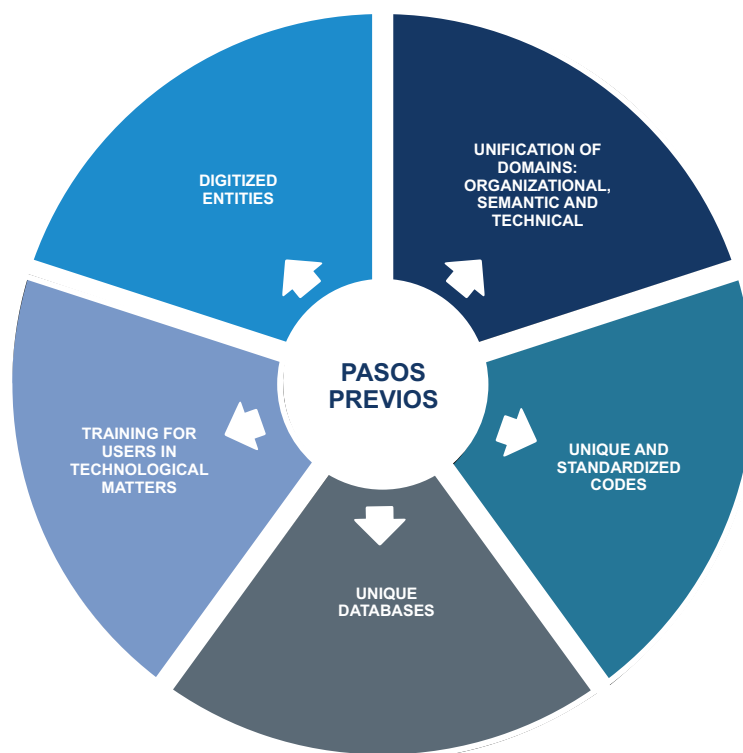 UNIFICATION OF
DOMAINS:
ORGANIZATIONAL,
SEMANTIC AND
TECHNICAL
DIGITIZED
ENTITIES
PASOS
PREVIOS
UNIQUE AND
STANDARDIZED
CODES
TRAINING FOR
USERS IN
TECHNOLOGICAL
MATTERS
UNIQUE
DATABASES